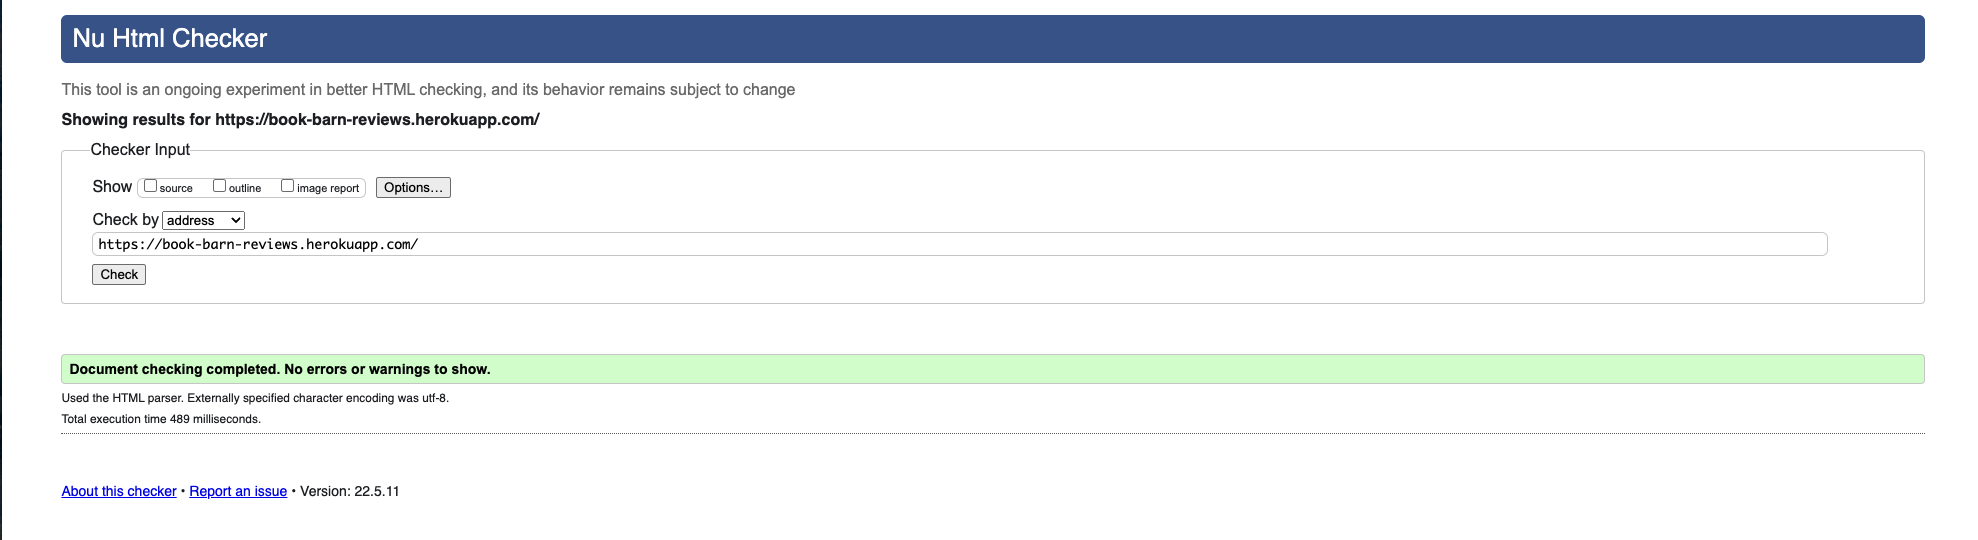 Nu Html Checker
This tool is an ongoing experiment in better HTML checking, and its behavior remains subject to change
Showing results for https://book-barn-reviews.herokuapp.com/
Checker Input
Show source outline image report Options...
Check by address
https://book-barn-reviews.herokuapp.com/
Check
Document checking completed. No errors or warnings to show.
Used the HTML parser. Externally specified character encoding was utf-8.
Total execution time 489 milliseconds.
About this checker • Report an issue • Version: 22.5.11